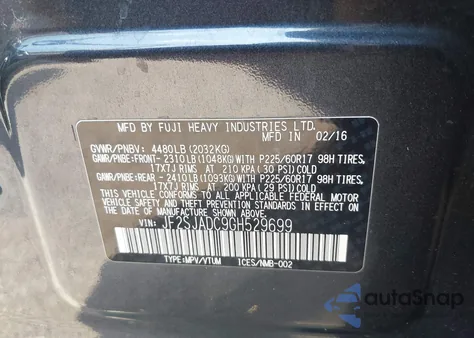 MFD. BY FUJI HEAVY INDUSTRIES LTD.
02/16
GVWR/PNBV: 4480LB(2032KG)
GAWR/PNBE:FRONT- 2310LB(1048KG)WITH P225/60R17 98H TIRES,
17X7J RIMS AT 210 KPA (30 PSI) COLD
GAWR/PNBE:REAR - 2410LB(1093KG)WITH P225/60R17 98H TIRES,
17X7J RIMS AT 200 KPA (29 PSI) COLD
THIS VEHICLE CONFORMS TO ALL APPLICABLE FEDERAL MOTOR
VEHICLE SAFETY, BUMPER, AND THEFT PREVENTION STANDARDS
IN EFFECT ON THE DATE OF MANUFACTURE SHOWN ABOVE.
VIN: JF2SJADC9GH529699
TYPE:MPV/VTUM ICES/NMB-002
autoSnap
by carfast express